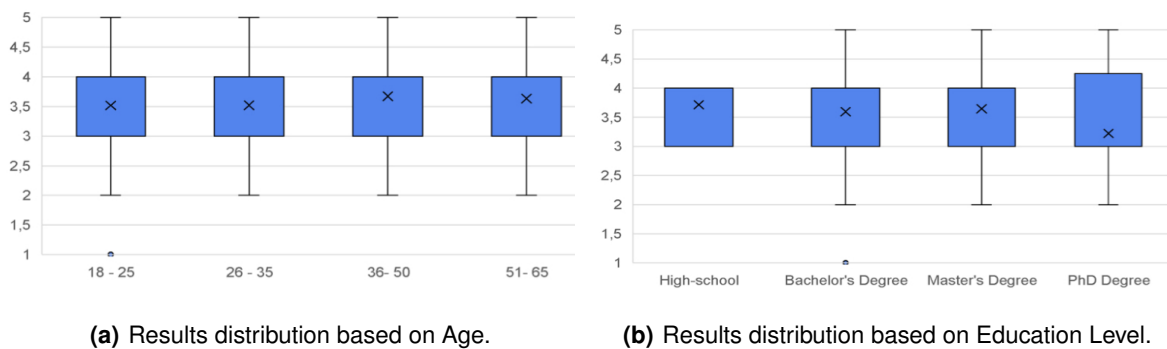 5
4,5
4
3,5
3
2,5
2
1,5
1
18 - 25
26 - 35
36- 50
51- 65
5
4,5
4
3,5
3
2,5
2
1,5
1
High-school
Bachelor's Degree
Master's Degree
PhD Degree
(a) Results distribution based on Age.
(b) Results distribution based on Education Level.